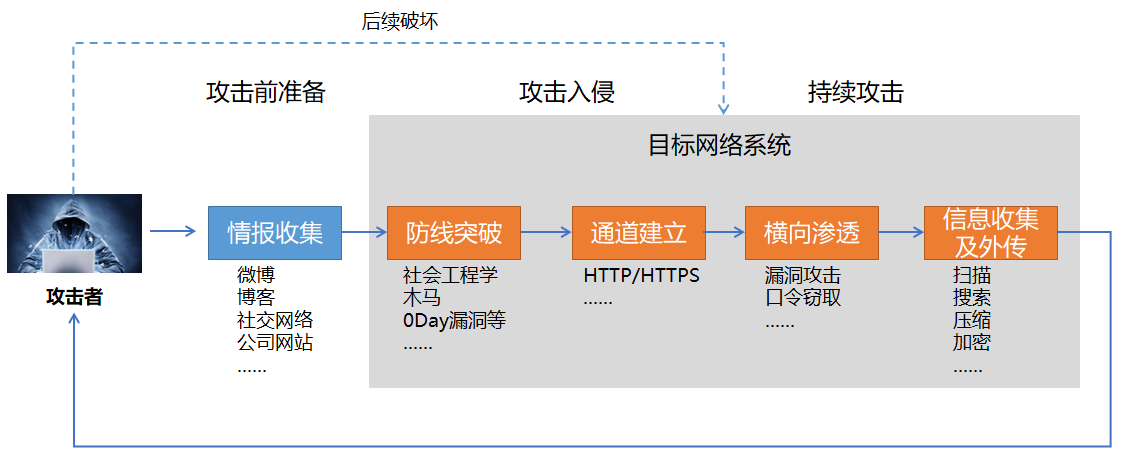 后续破坏
攻击前准备
攻击入侵
持续攻击
目标网络系统
攻击者
情报收集
微博
博客
社交网络
公司网站
......
防线突破
社会工程学
木马
0Day漏洞等
......
通道建立
HTTP/HTTPS
......
横向渗透
漏洞攻击
口令窃取
......
信息收集
及外传
扫描
搜索
压缩
加密
......